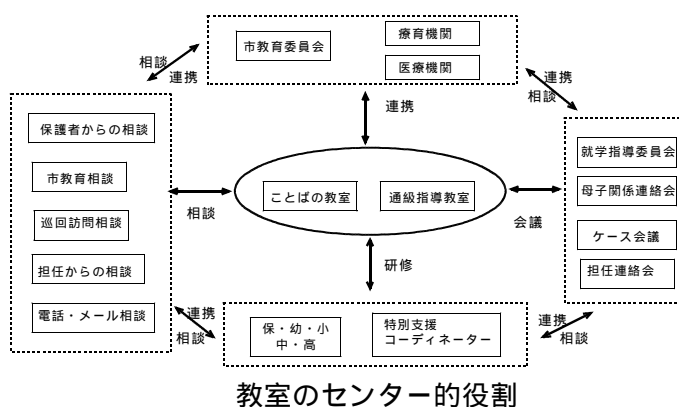 市教育委員会
療育機関
医療機関
相談
連携
連携
相談
連携
保護者からの相談
市教育相談
巡回訪問相談
担任からの相談
電話・メール相談
相談
ことばの教室
通級指導教室
会議
就学指導委員会
母子関係連絡会
ケース会議
担任連絡会
研修
連携
相談
保・幼・小
中・高
特別支援
コーディネーター
連携
相談
教室のセンター的役割